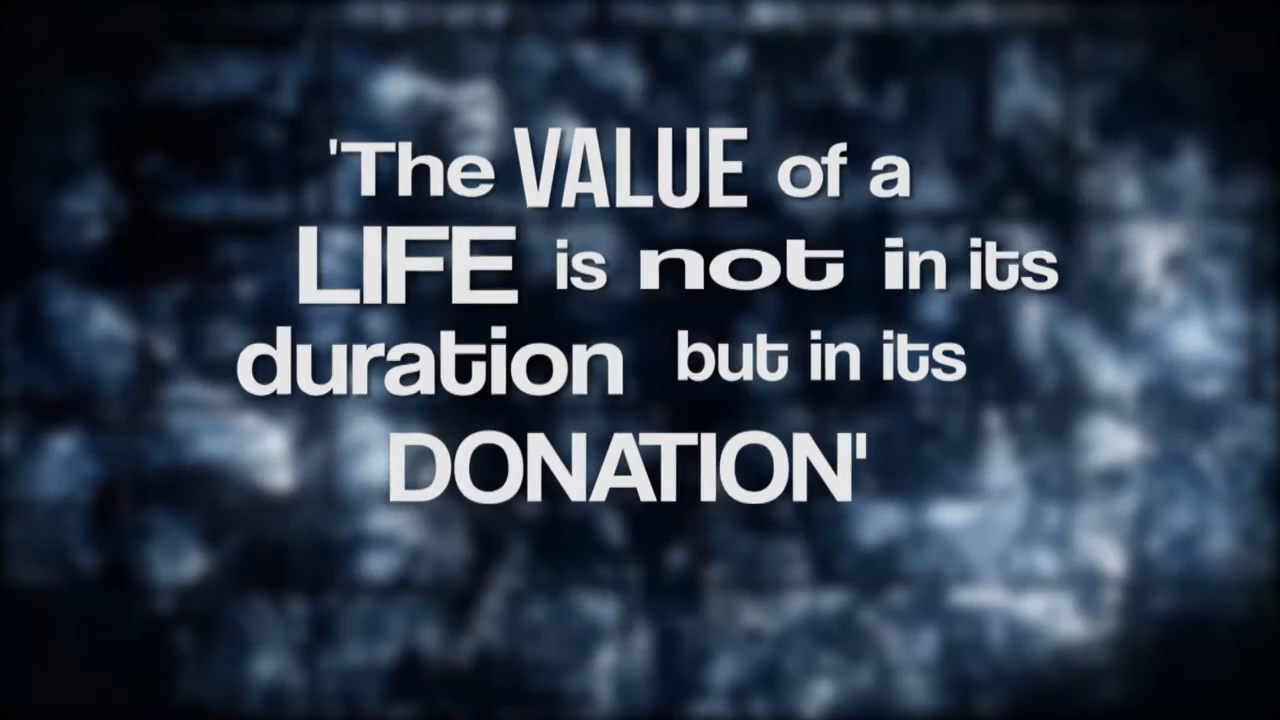 'The VALUE of a
LIFE is not in its
duration but in its
DONATION'